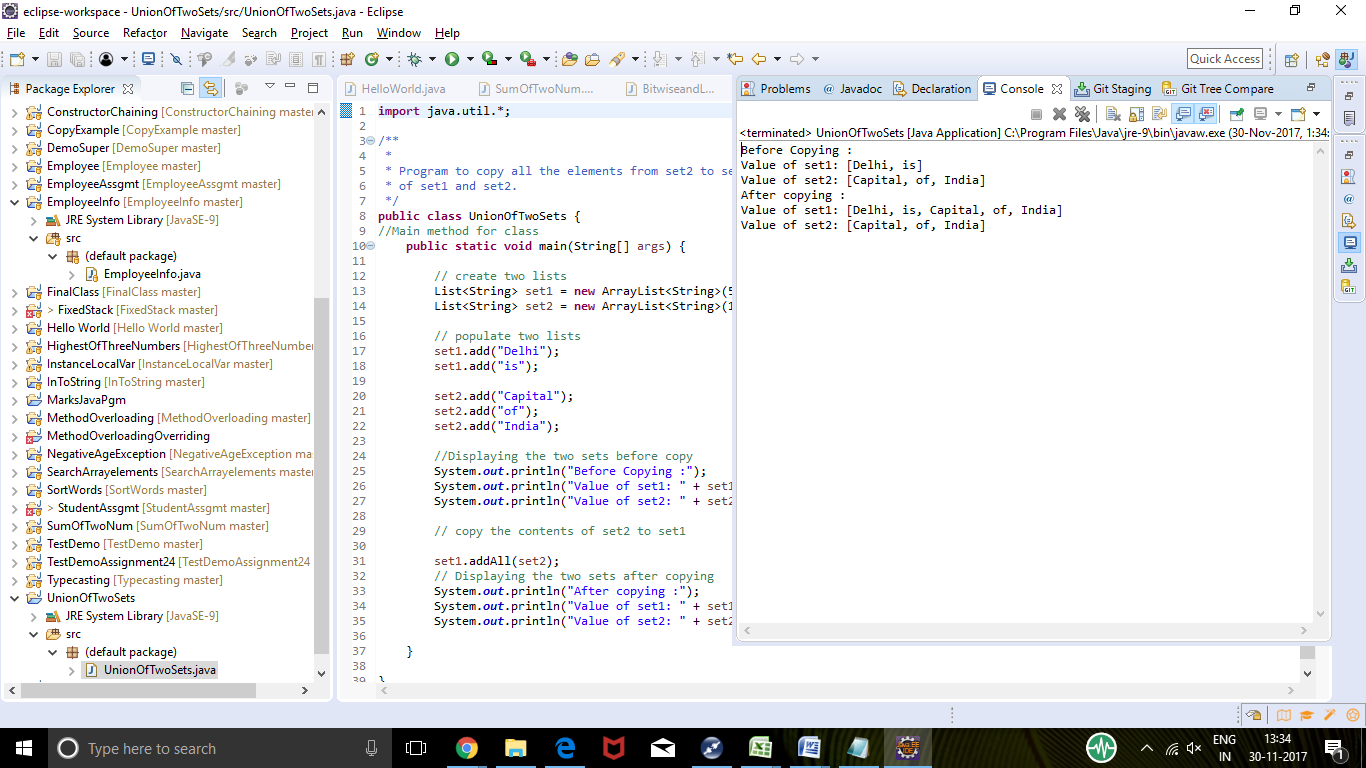 eclipse-workspace - UnionOfTwoSets/src/UnionOfTwoSets.java - Eclipse
File Edit Source Refactor Navigate Search Project Run Window Help
Quick Access
Package Explorer
ConstructorChaining [ConstructorChaining master]
CopyExample [CopyExample master]
DemoSuper [DemoSuper master]
Employee [Employee master]
EmployeeAssgmt [EmployeeAssgmt master]
EmployeeInfo [EmployeeInfo master]
JRE System Library [JavaSE-9]
src
(default package)
EmployeeInfo.java
FinalClass [FinalClass master]
> FixedStack [FixedStack master]
Hello World [Hello World master]
HighestOfThreeNumbers [HighestOfThreeNumber
InstanceLocalVar [InstanceLocalVar master]
InToString [InToString master]
MarksJavaPgm
MethodOverloading [MethodOverloading master]
MethodOverloadingOverriding
NegativeAgeException [NegativeAgeException ma
SearchArrayelements [SearchArrayelements master
SortWords [SortWords master]
> StudentAssgmt [StudentAssgmt master]
SumOfTwoNum [SumOfTwoNum master]
TestDemo [TestDemo master]
TestDemoAssignment24 [TestDemoAssignment24
Typecasting [Typecasting master]
UnionOfTwoSets
JRE System Library [JavaSE-9]
src
(default package)
UnionOfTwoSets.java
HelloWorld.java SumOfTwoNum.... BitwiseandL...
1 import java.util.*;
2
3 /**
4  *
5  * Program to copy all the elements from set2 to se
6  * of set1 and set2.
7  */
8 public class UnionOfTwoSets {
9 //Main method for class
10     public static void main(String[] args) {
11
12         // create two lists
13         List<String> set1 = new ArrayList<String>(5
14         List<String> set2 = new ArrayList<String>(1
15
16         // populate two lists
17         set1.add("Delhi");
18         set1.add("is");
19
20         set2.add("Capital");
21         set2.add("of");
22         set2.add("India");
23
24         //Displaying the two sets before copy
25         System.out.println("Before Copying :");
26         System.out.println("Value of set1: " + set1
27         System.out.println("Value of set2: " + set2
28
29         // copy the contents of set2 to set1
30
31         set1.addAll(set2);
32         // Displaying the two sets after copying
33         System.out.println("After copying :");
34         System.out.println("Value of set1: " + set1
35         System.out.println("Value of set2: " + set2
36
37     }
38
39 }
Problems @ Javadoc Declaration Console Git Staging Git Tree Compare
<terminated> UnionOfTwoSets [Java Application] C:\Program Files\Java\jre-9\bin\javaw.exe (30-Nov-2017, 1:34:
Before Copying :
Value of set1: [Delhi, is]
Value of set2: [Capital, of, India]
After copying :
Value of set1: [Delhi, is, Capital, of, India]
Value of set2: [Capital, of, India]
Type here to search
ENG
IN
13:34
30-11-2017
1